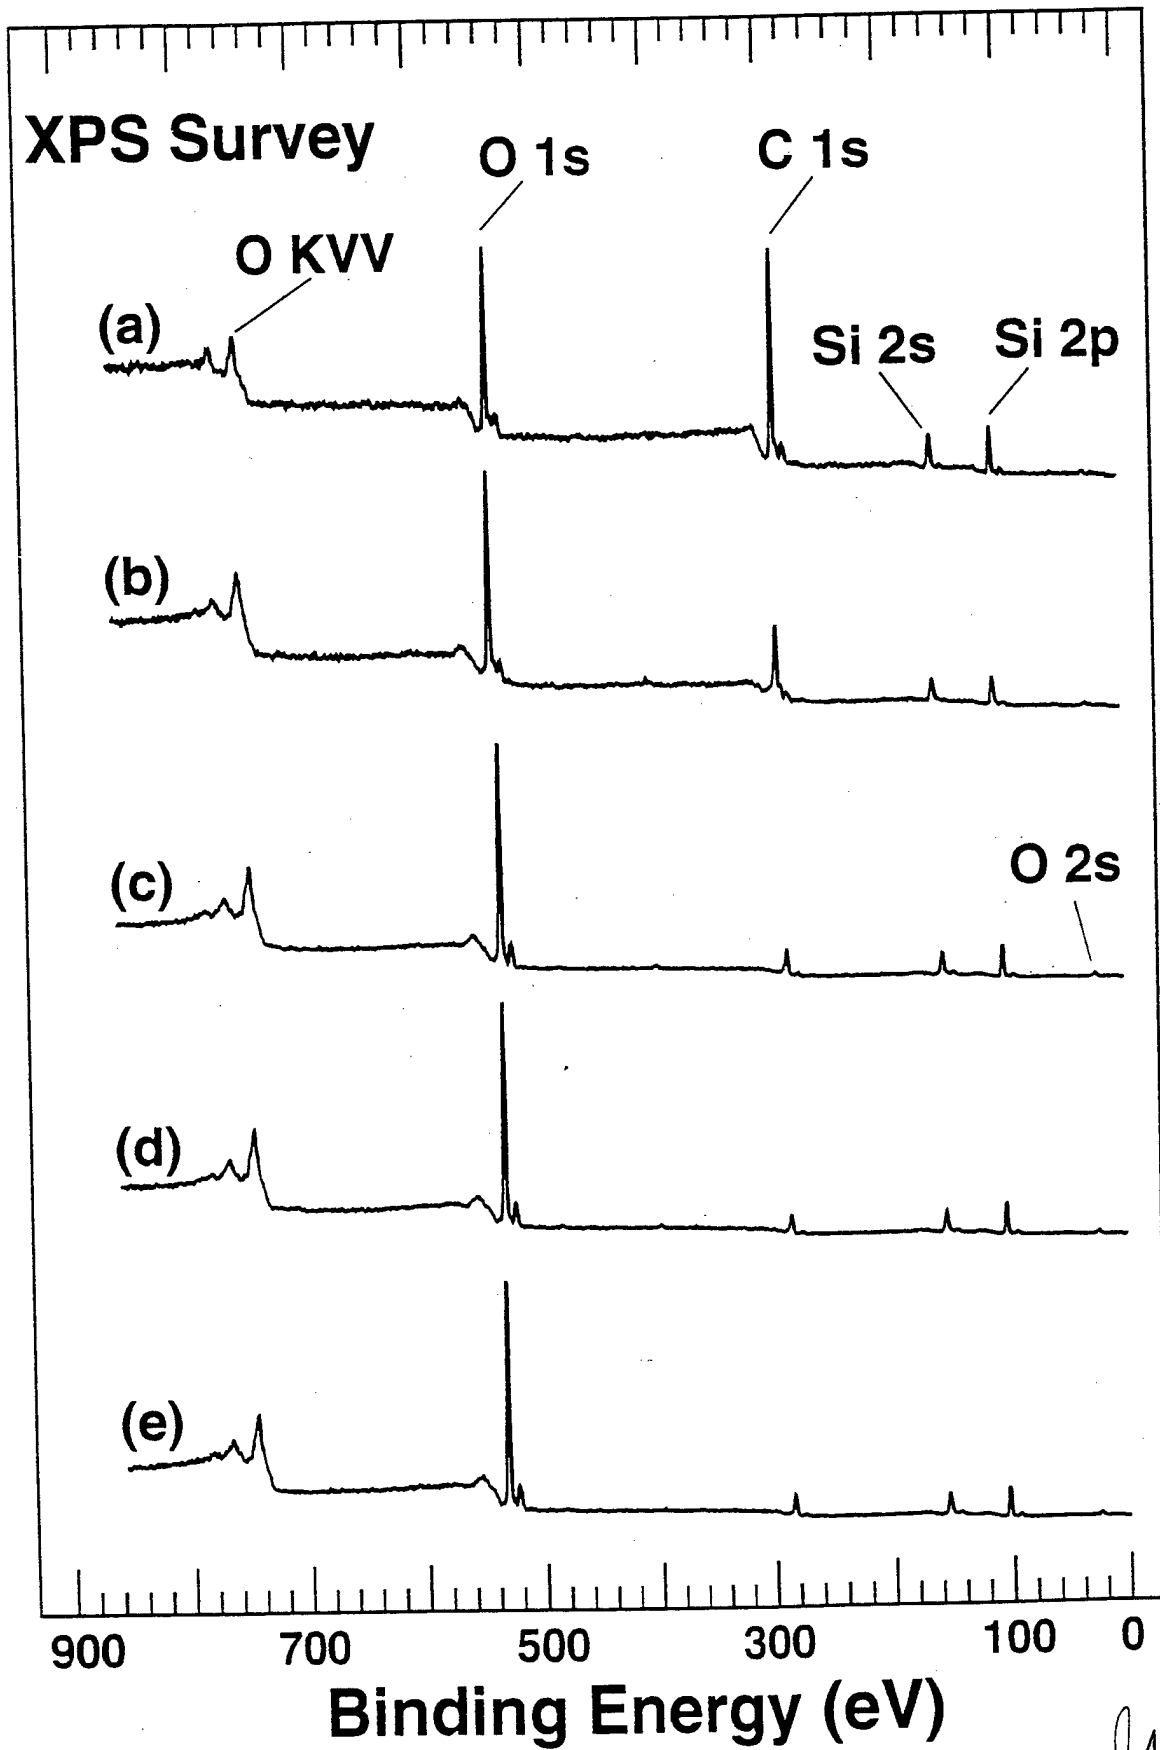 XPS Survey
O 1s
C 1s
O KVV
(a)
Si 2s
Si 2p
(b)
(c)
O 2s
(d)
(e)
900 700 500 300 100 0
Binding Energy (eV)